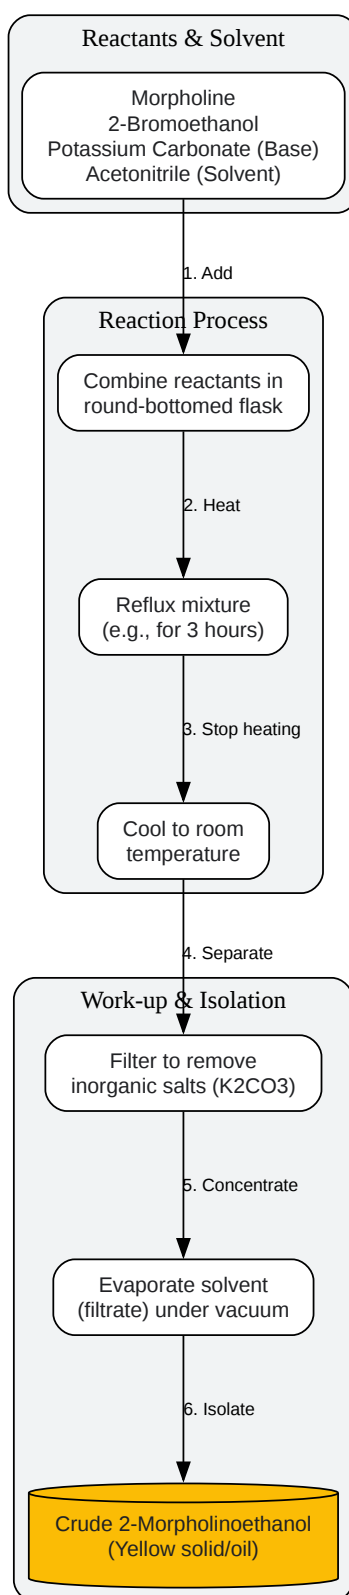 Reactants & Solvent
Morpholine
2-Bromoethanol
Potassium Carbonate (Base)
Acetonitrile (Solvent)
1. Add
Reaction Process
Combine reactants in
round-bottomed flask
2. Heat
Reflux mixture
(e.g., for 3 hours)
3. Stop heating
Cool to room
temperature
4. Separate
Work-up & Isolation
Filter to remove
inorganic salts (K2CO3)
5. Concentrate
Evaporate solvent
(filtrate) under vacuum
6. Isolate
Crude 2-Morpholinoethanol
(Yellow solid/oil)